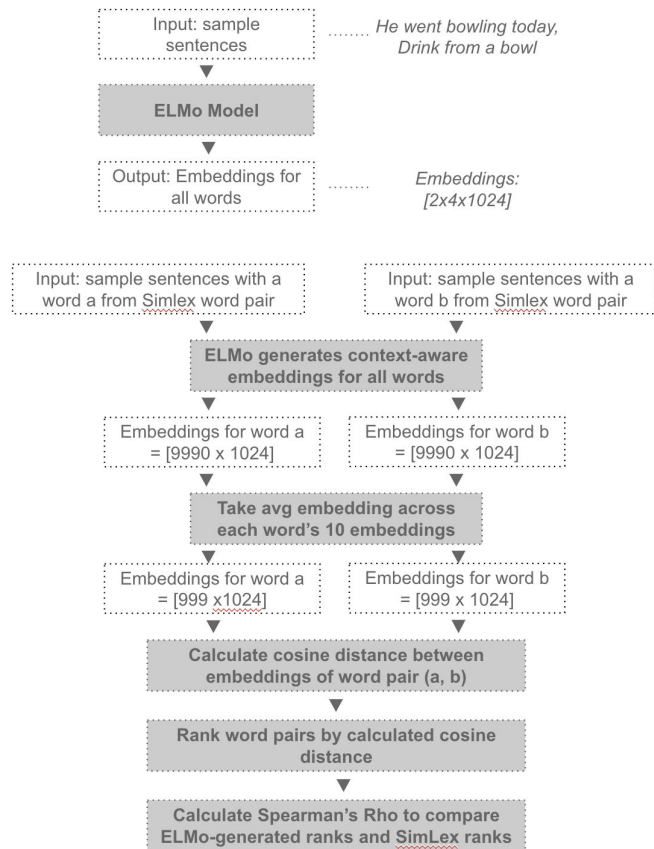 Input: sample
sentences
He went bowling today,
Drink from a bowl
ELMo Model
Output: Embeddings for
all words
Embeddings:
[2x4x1024]
Input: sample sentences with a
word a from Simlex word pair
Input: sample sentences with a
word b from Simlex word pair
ELMo generates context-aware
embeddings for all words
Embeddings for word a
= [9990 x 1024]
Embeddings for word b
= [9990 x 1024]
Take avg embedding across
each word's 10 embeddings
Embeddings for word a
= [999 x1024]
Embeddings for word b
= [999 x 1024]
Calculate cosine distance between
embeddings of word pair (a, b)
Rank word pairs by calculated cosine
distance
Calculate Spearman's Rho to compare
ELMo-generated ranks and SimLex ranks